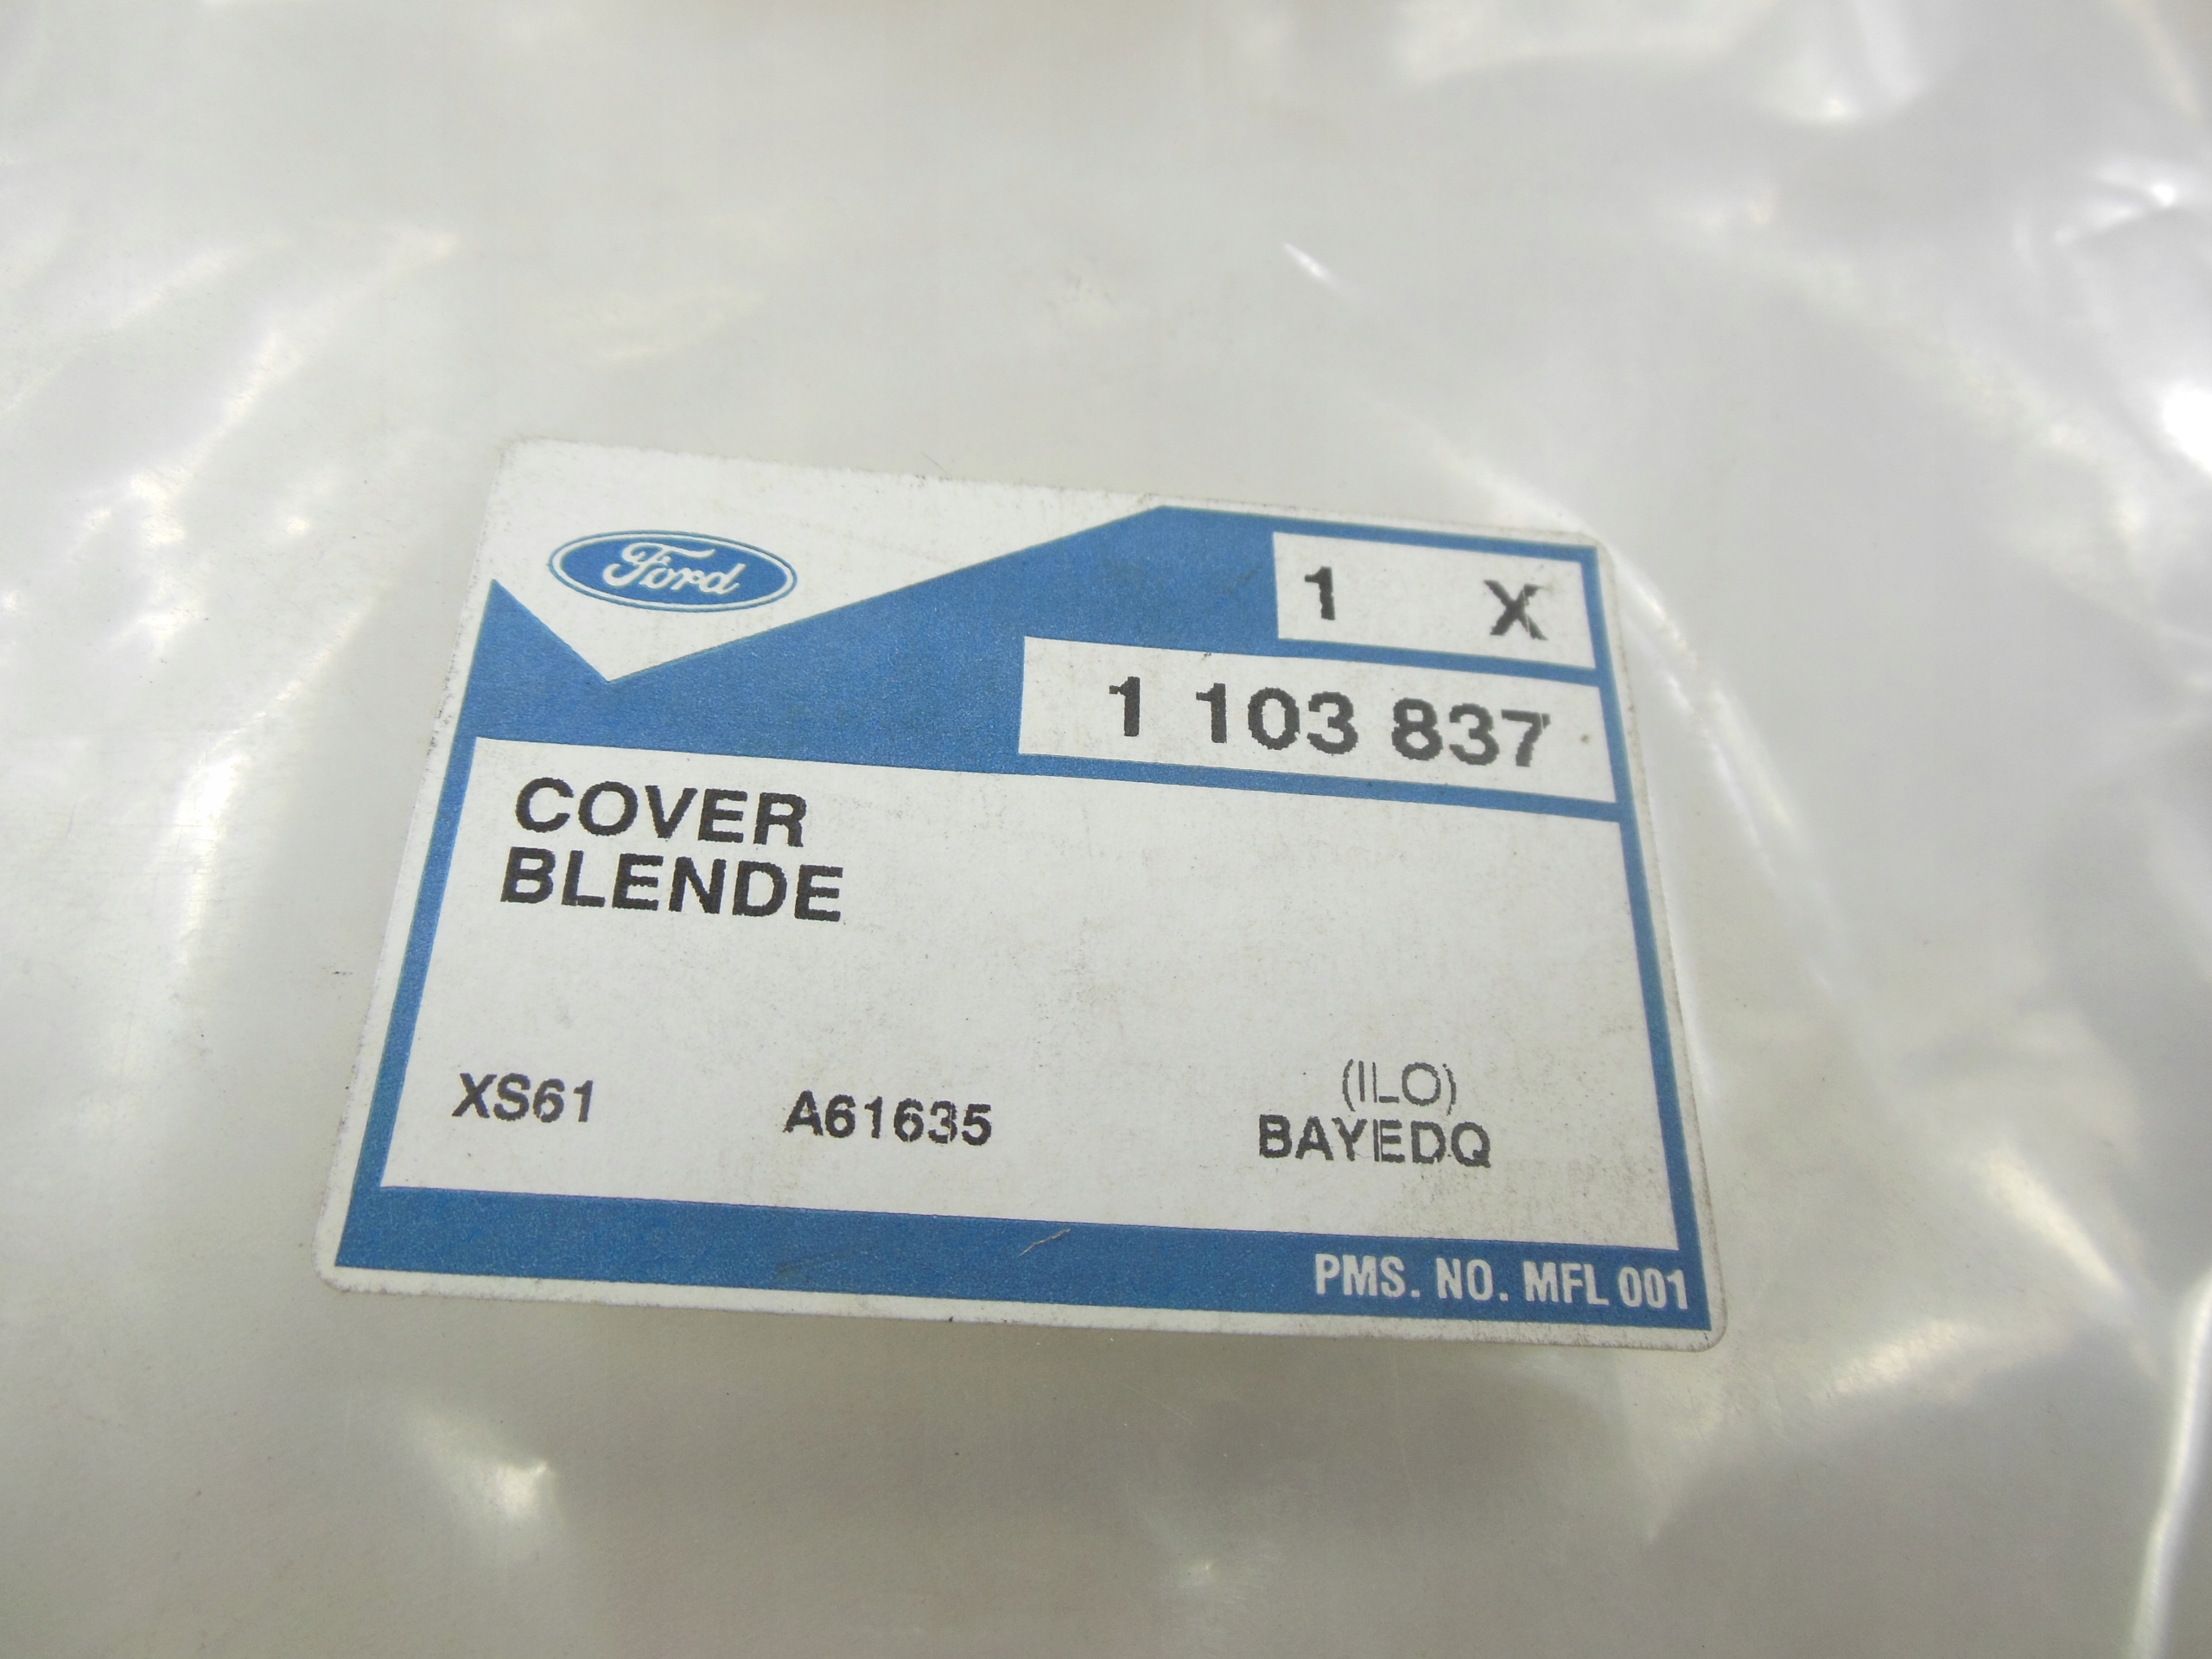 Ford
1 X
1 103 837
COVER
BLENDE
(ILO)
XS61 A61635 BAYEDQ
PMS. NO. MFL 001